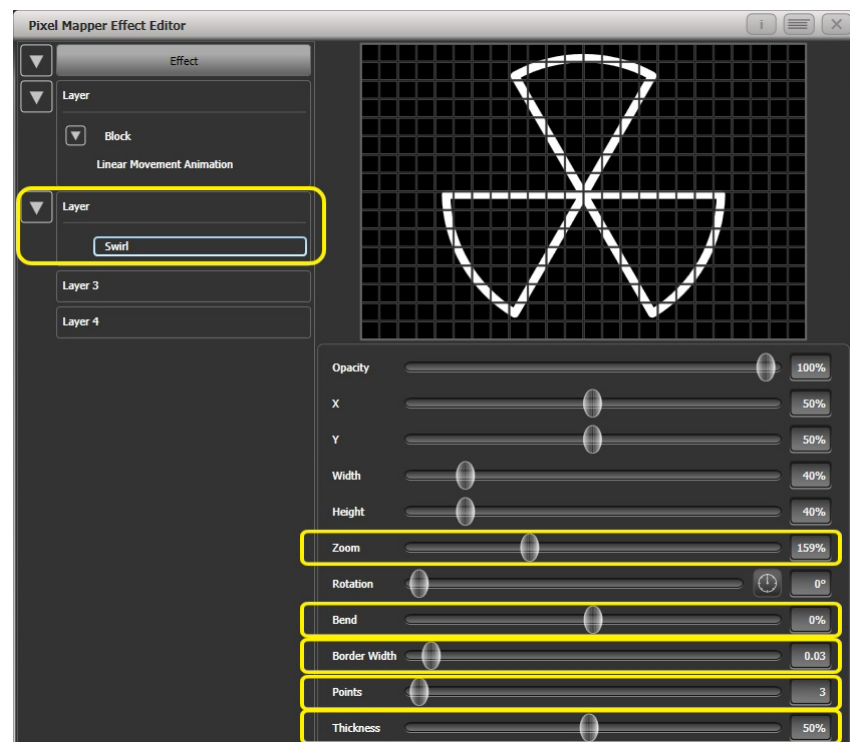 Pixel Mapper Effect Editor
i
Effect
Layer
Block
Linear Movement Animation
Layer
Swirl
Layer 3
Layer 4
Opacity 100%
X 50%
Y 50%
Width 40%
Height 40%
Zoom 159%
Rotation 0º
Bend 0%
Border Width 0.03
Points 3
Thickness 50%